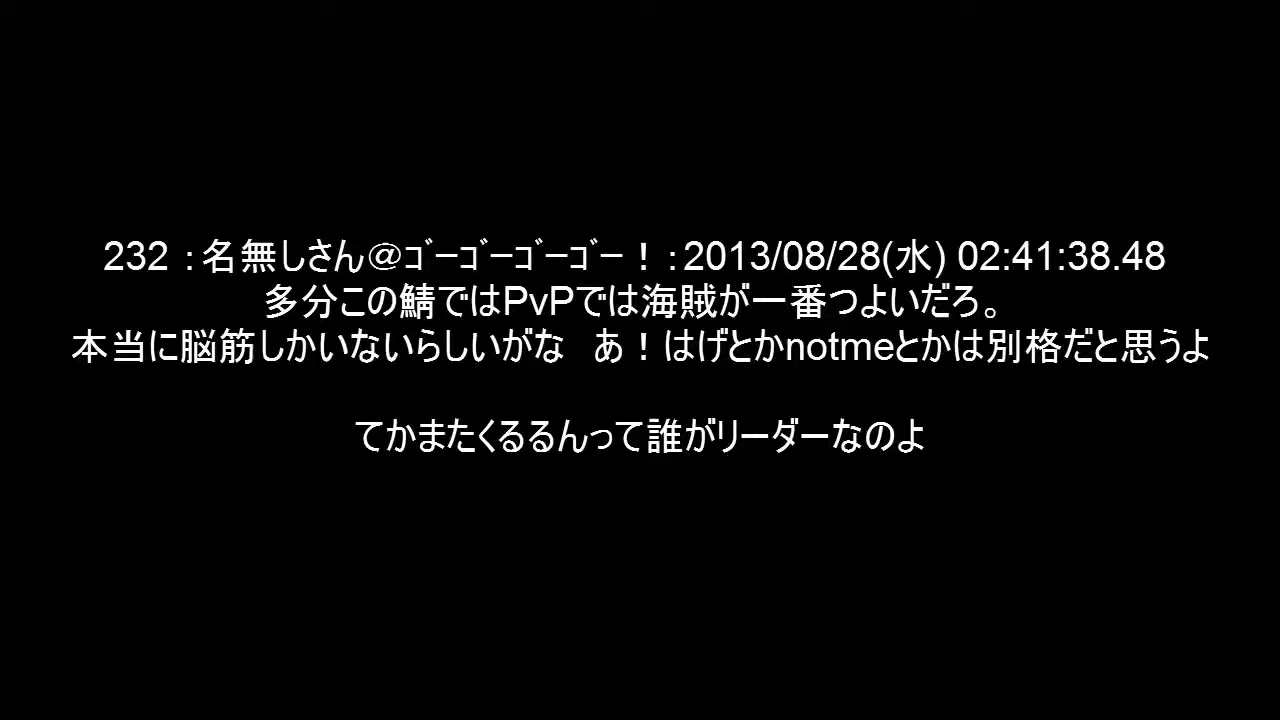 232 ：名無しさん＠ｺﾞｰｺﾞｰｺﾞｰｺﾞｰ！：2013/08/28(水) 02:41:38.48
多分この鯖ではPvPでは海賊が一番つよいだろ。
本当に脳筋しかいないらしいがな　あ！はげとかnotmeとかは別格だと思うよ
てかまたくるるんって誰がリーダーなのよ